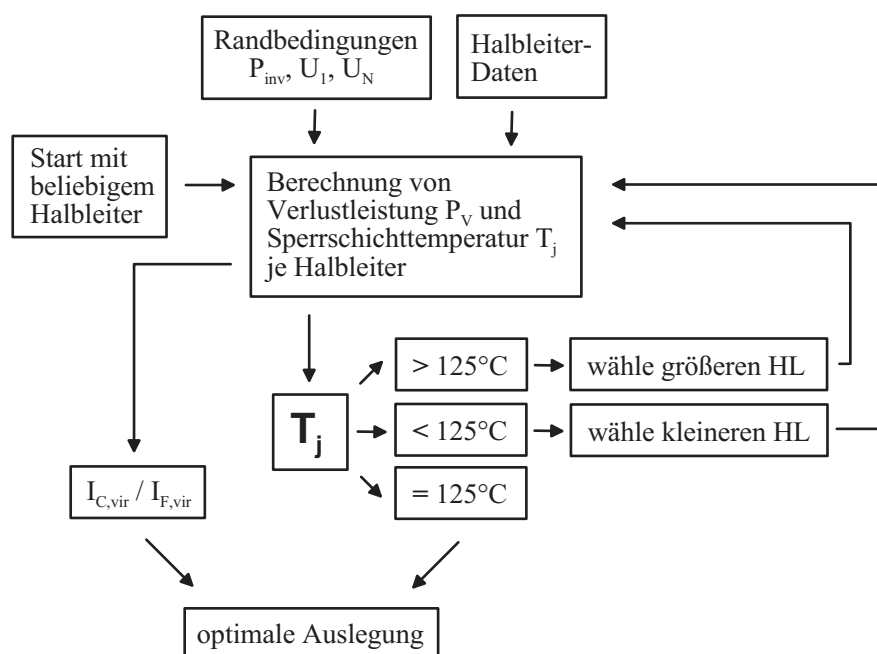 Randbedingungen
P_inv, U_1, U_N
Halbleiter-
Daten
Start mit
beliebigem
Halbleiter
Berechnung von
Verlustleistung P_V und
Sperrschichttemperatur T_j
je Halbleiter
> 125°C
wähle größeren HL
T_j
< 125°C
wähle kleineren HL
= 125°C
I_C,vir / I_F,vir
optimale Auslegung